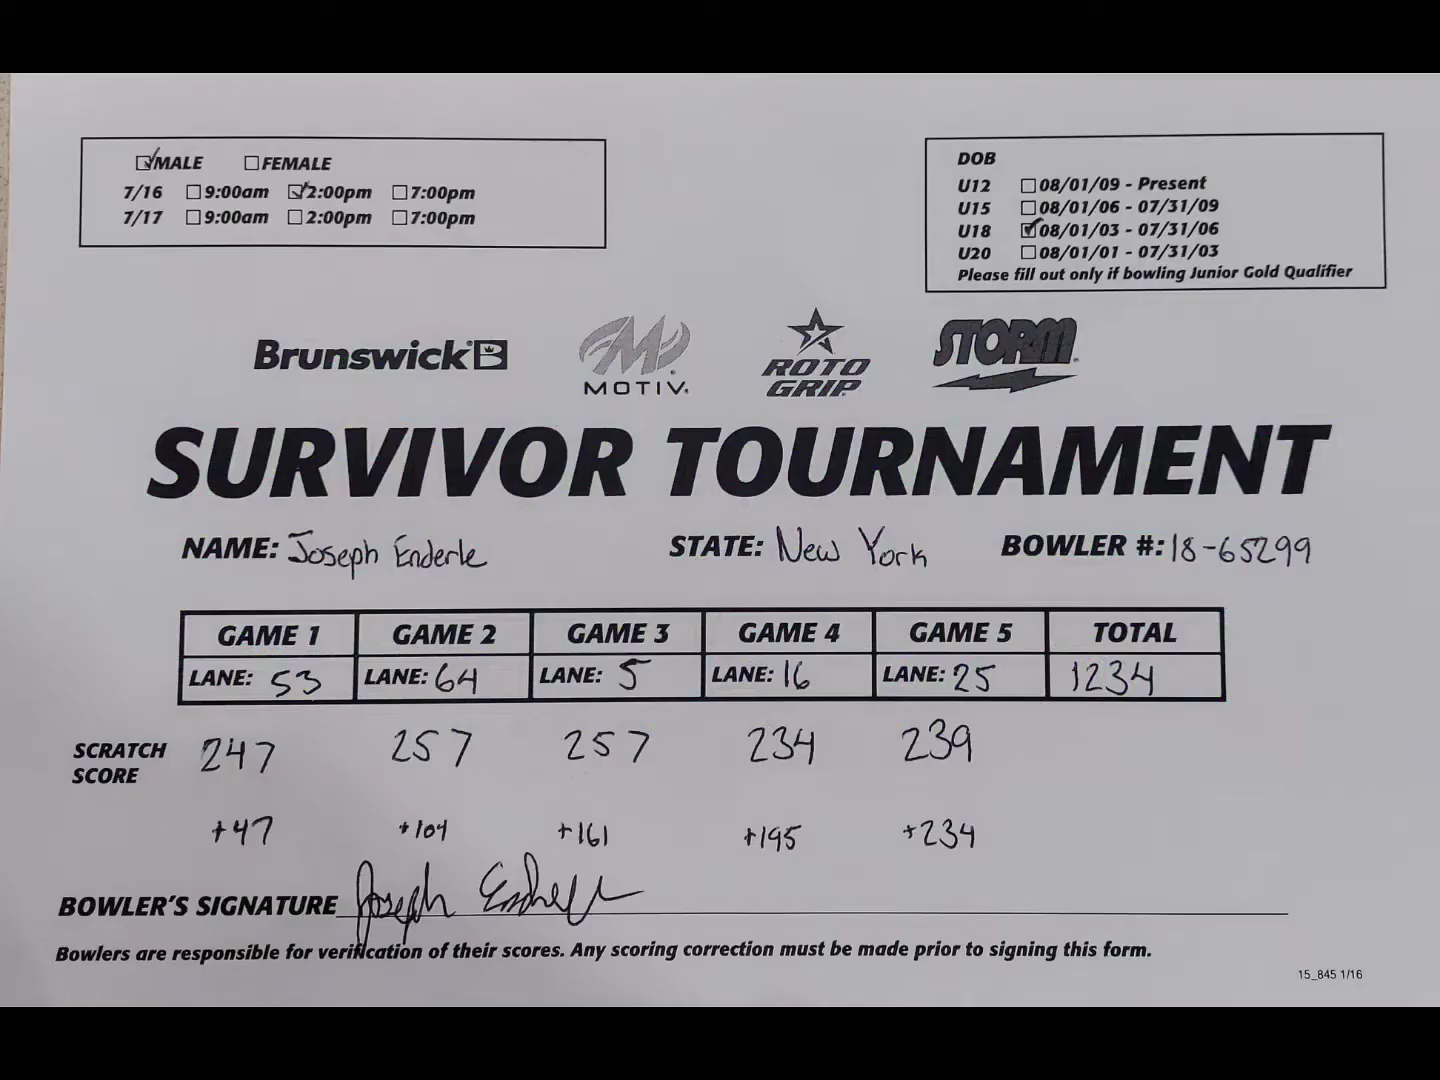 MALE FEMALE
7/16 9:00am 2:00pm 7:00pm
7/17 9:00am 2:00pm 7:00pm
DOB
U12 08/01/09 - Present
U15 08/01/06 - 07/31/09
U18 08/01/03 - 07/31/06
U20 08/01/01 - 07/31/03
Please fill out only if bowling Junior Gold Qualifier
Brunswick B MOTIV ROTO GRIP STORM
SURVIVOR TOURNAMENT
NAME: Joseph Enderle STATE: New York BOWLER #: 18-65299
GAME 1 GAME 2 GAME 3 GAME 4 GAME 5 TOTAL
LANE: 53 LANE: 64 LANE: 5 LANE: 16 LANE: 25 1234
SCRATCH SCORE 247 257 257 234 239
+47 +104 +161 +195 +234
BOWLER'S SIGNATURE Joseph Enderle
Bowlers are responsible for verification of their scores. Any scoring correction must be made prior to signing this form.
15_845 1/16